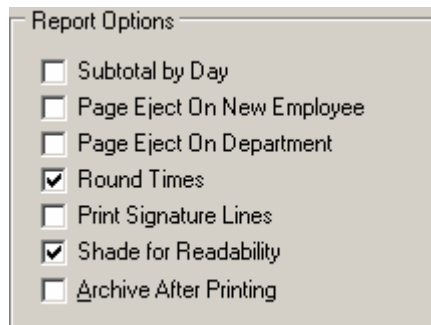 Report Options
Subtotal by Day
Page Eject On New Employee
Page Eject On Department
Round Times
Print Signature Lines
Shade for Readability
Archive After Printing